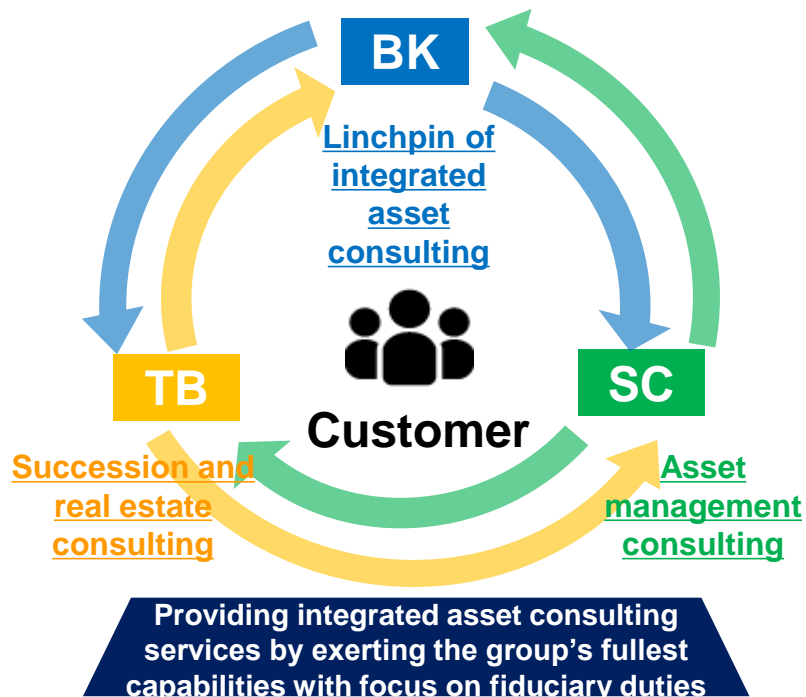 BK
Linchpin of
integrated
asset
consulting
TB
SC
Customer
Succession and
real estate
consulting
Asset
management
consulting
Providing integrated asset consulting
services by exerting the group's fullest
capabilities with focus on fiduciary duties